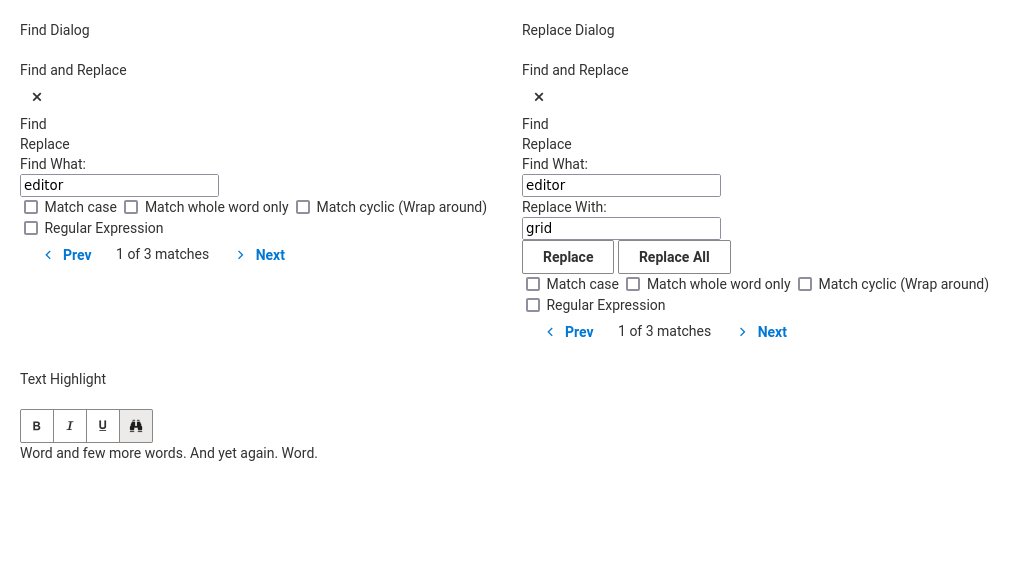 Find Dialog
Find and Replace
×
Find
Replace
Find What:
editor
Match case Match whole word only Match cyclic (Wrap around)
Regular Expression
Prev 1 of 3 matches Next
Replace Dialog
Find and Replace
×
Find
Replace
Find What:
editor
Replace With:
grid
Replace Replace All
Match case Match whole word only Match cyclic (Wrap around)
Regular Expression
Prev 1 of 3 matches Next
Text Highlight
B I U
Word and few more words. And yet again. Word.